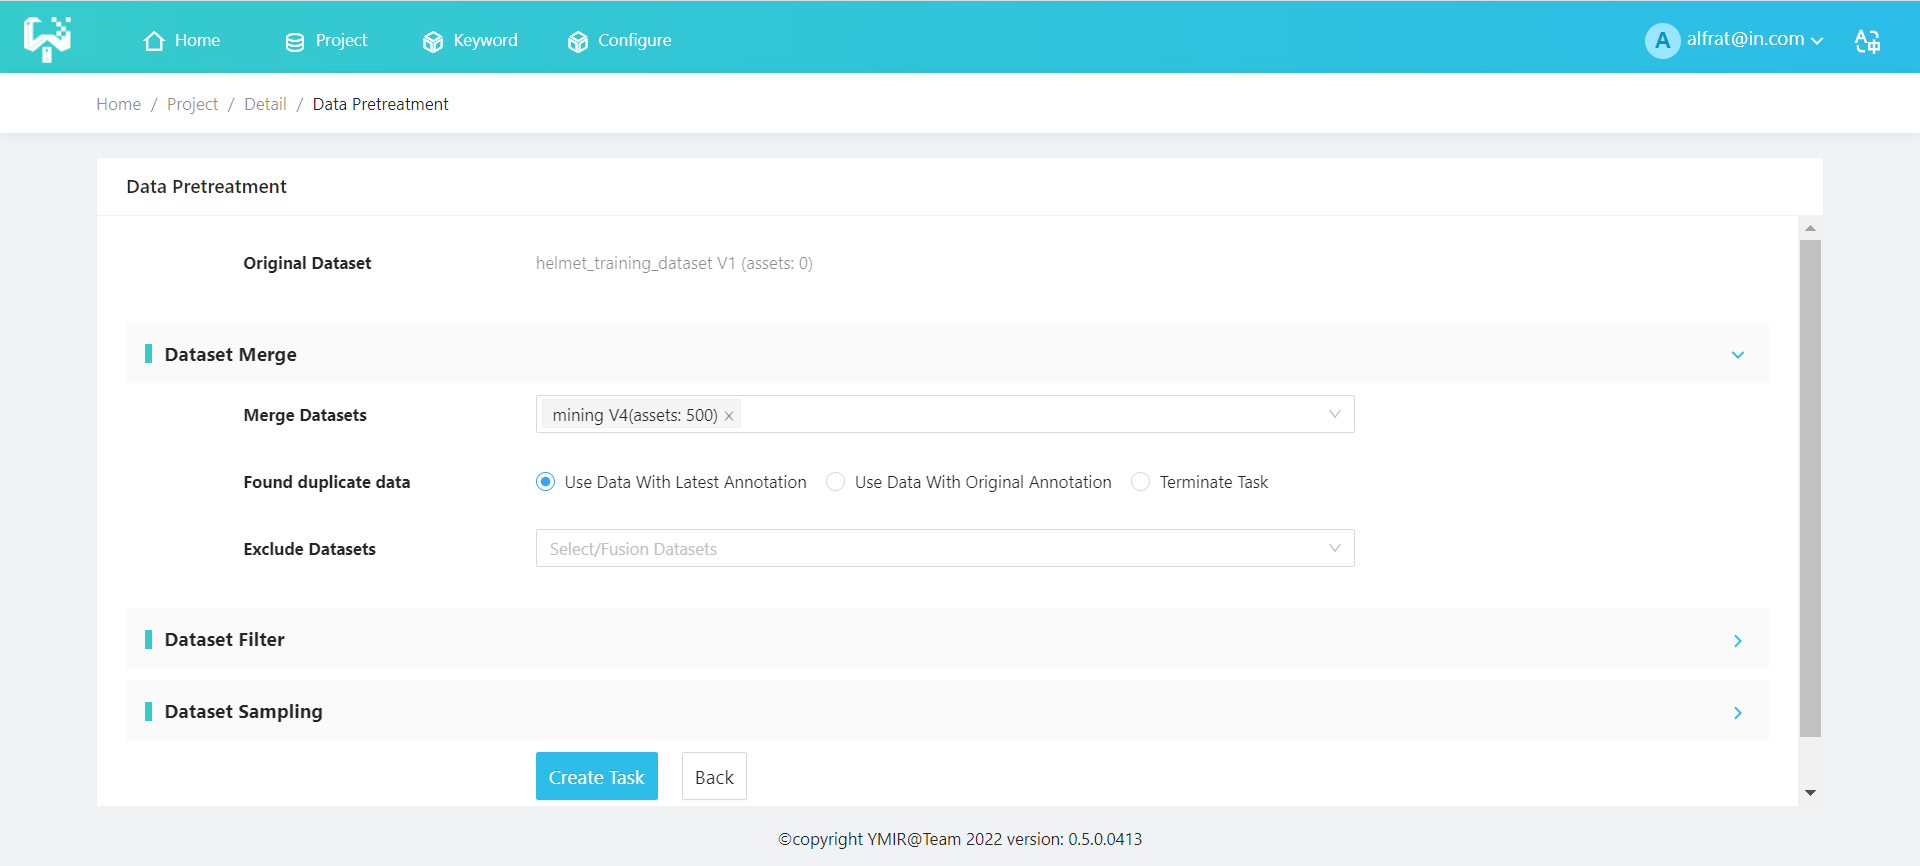 Home Project Keyword Configure A alfrat@in.com
Home / Project / Detail / Data Pretreatment
Data Pretreatment
Original Dataset helmet_training_dataset V1 (assets: 0)
Dataset Merge
Merge Datasets mining V4(assets: 500) ×
Found duplicate data Use Data With Latest Annotation Use Data With Original Annotation Terminate Task
Exclude Datasets Select/Fusion Datasets
Dataset Filter
Dataset Sampling
Create Task Back
©copyright YMIR@Team 2022 version: 0.5.0.0413